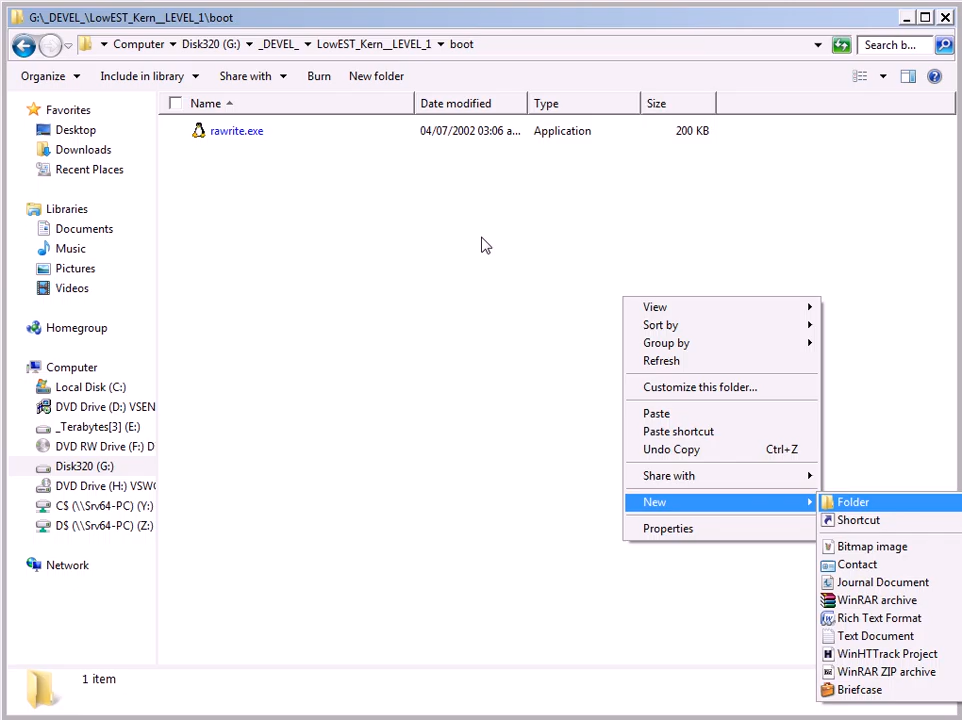 G:\_DEVEL_\LowEST_Kern__LEVEL_1\boot
Computer Disk320 (G:) _DEVEL_ LowEST_Kern__LEVEL_1 boot Search b...
Organize Include in library Share with Burn New folder
Name Date modified Type Size
rawrite.exe 04/07/2002 03:06 a... Application 200 KB
Favorites
Desktop
Downloads
Recent Places
Libraries
Documents
Music
Pictures
Videos
Homegroup
Computer
Local Disk (C:)
DVD Drive (D:) VSEN
_Terabytes[3] (E:)
DVD RW Drive (F:) D
Disk320 (G:)
DVD Drive (H:) VSWC
C$ (\\Srv64-PC) (Y:)
D$ (\\Srv64-PC) (Z:)
Network
View
Sort by
Group by
Refresh
Customize this folder...
Paste
Paste shortcut
Undo Copy Ctrl+Z
Share with
New
Properties
Folder
Shortcut
Bitmap image
Contact
Journal Document
WinRAR archive
Rich Text Format
Text Document
WinHTTrack Project
WinRAR ZIP archive
Briefcase
1 item